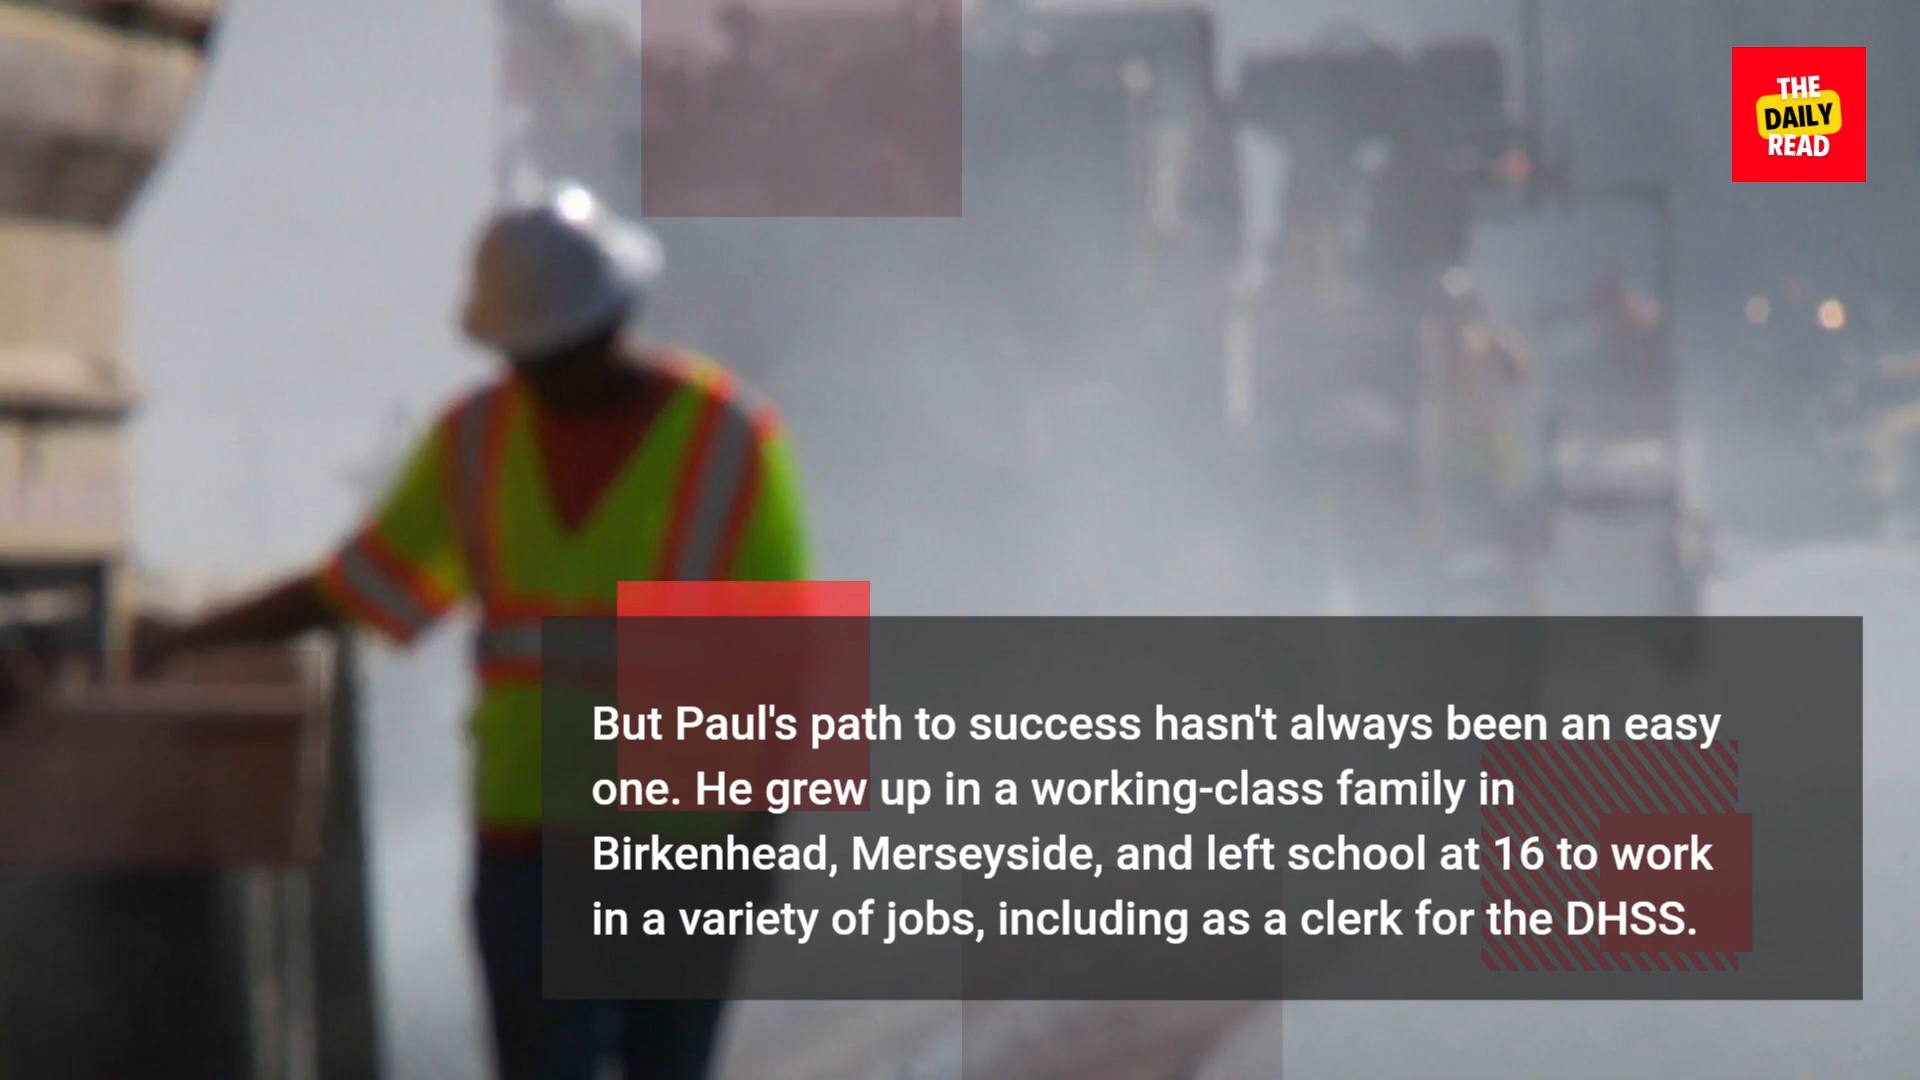 THE
DAILY
READ
But Paul's path to success hasn't always been an easy
one. He grew up in a working-class family in
Birkenhead, Merseyside, and left school at 16 to work
in a variety of jobs, including as a clerk for the DHSS.